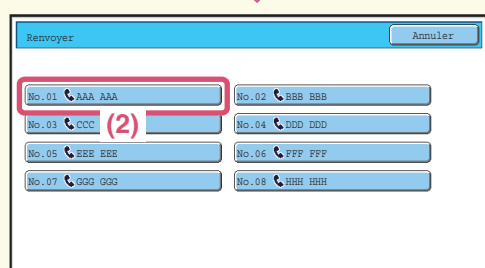 Renvoyer Annuler
No.01 AAA AAA No.02 BBB BBB
No.03 CCC (2) No.04 DDD DDD
No.05 EEE EEE No.06 FFF FFF
No.07 GGG GGG No.08 HHH HHH